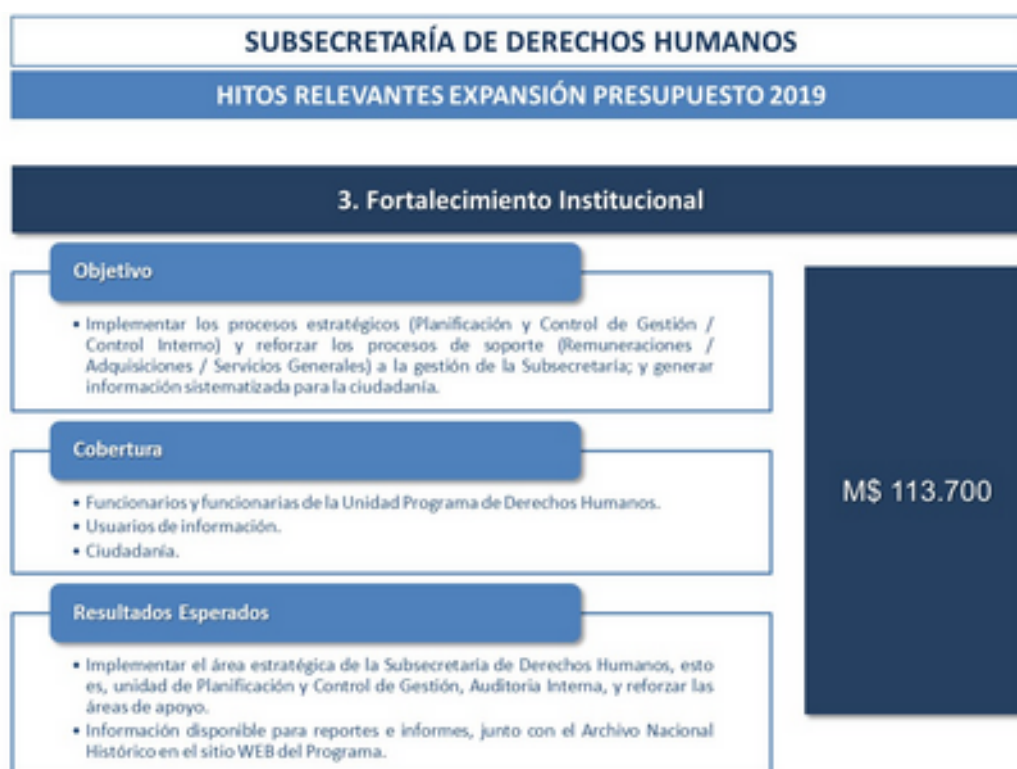 SUBSECRETARÍA DE DERECHOS HUMANOS
HITOS RELEVANTES EXPANSIÓN PRESUPUESTO 2019
3. Fortalecimiento Institucional
Objetivo
• Implementar los procesos estratégicos (Planificación y Control de Gestión /
Control Interno) y reforzar los procesos de soporte (Remuneraciones /
Adquisiciones / Servicios Generales) a la gestión de la Subsecretaría; y generar
información sistematizada para la ciudadanía.
Cobertura
• Funcionarios y funcionarias de la Unidad Programa de Derechos Humanos.
• Usuarios de información.
• Ciudadanía.
Resultados Esperados
• Implementar el área estratégica de la Subsecretaría de Derechos Humanos, esto
es, unidad de Planificación y Control de Gestión, Auditoria Interna, y reforzar las
áreas de apoyo.
• Información disponible para reportes e informes, junto con el Archivo Nacional
Histórico en el sitio WEB del Programa.
M$ 113.700